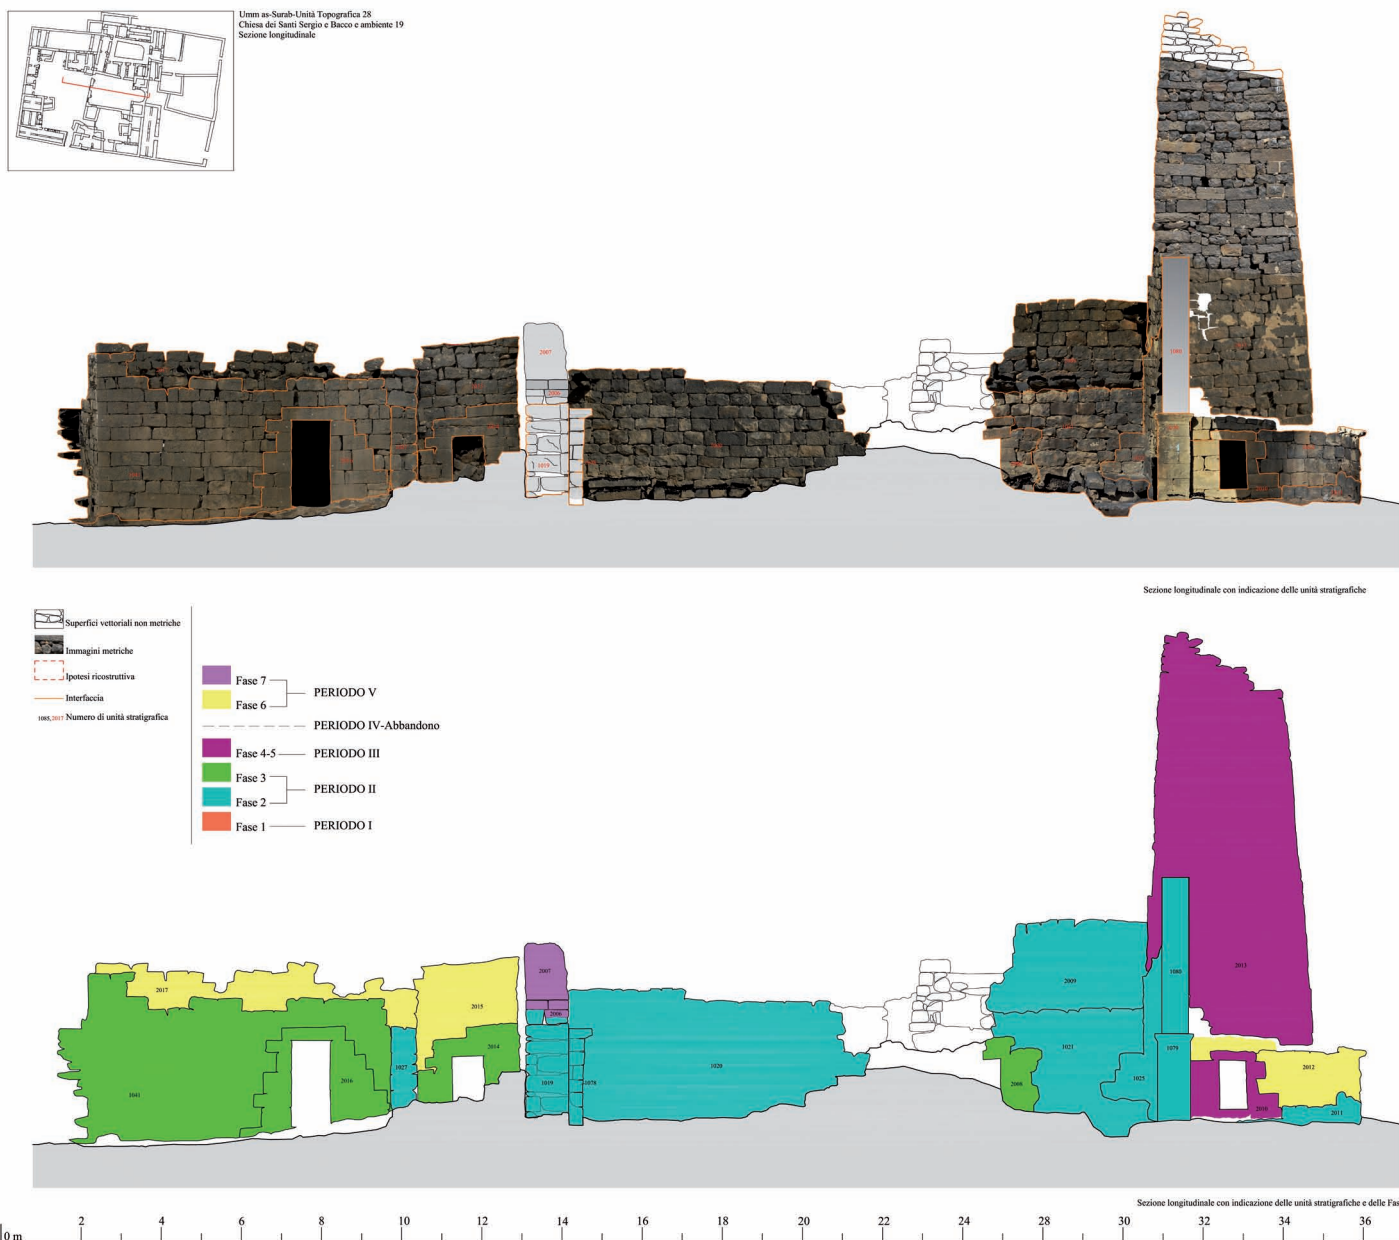 Umm as-Surab-Unità Topografica 28
Chiesa dei Santi Sergio e Bacco e ambiente 19
Sezione longitudinale
2007
2006
1019
1080
Sezione longitudinale con indicazione delle unità stratigrafiche
Superfici vettoriali non metriche
Immagini metriche
Ipotesi ricostruttiva
Interfaccia
1085,2017 Numero di unità stratigrafica
Fase 7
Fase 6
PERIODO V
PERIODO IV-Abbandono
Fase 4-5
PERIODO III
Fase 3
Fase 2
PERIODO II
Fase 1
PERIODO I
2017
2015
2014
1041
2016
1027
2007
2006
1019
1078
1020
2009
1021
2008
1025
1080
1079
2013
2010
2012
2011
Sezione longitudinale con indicazione delle unità stratigrafiche e delle Fas
0 m 2 4 6 8 10 12 14 16 18 20 22 24 26 28 30 32 34 36